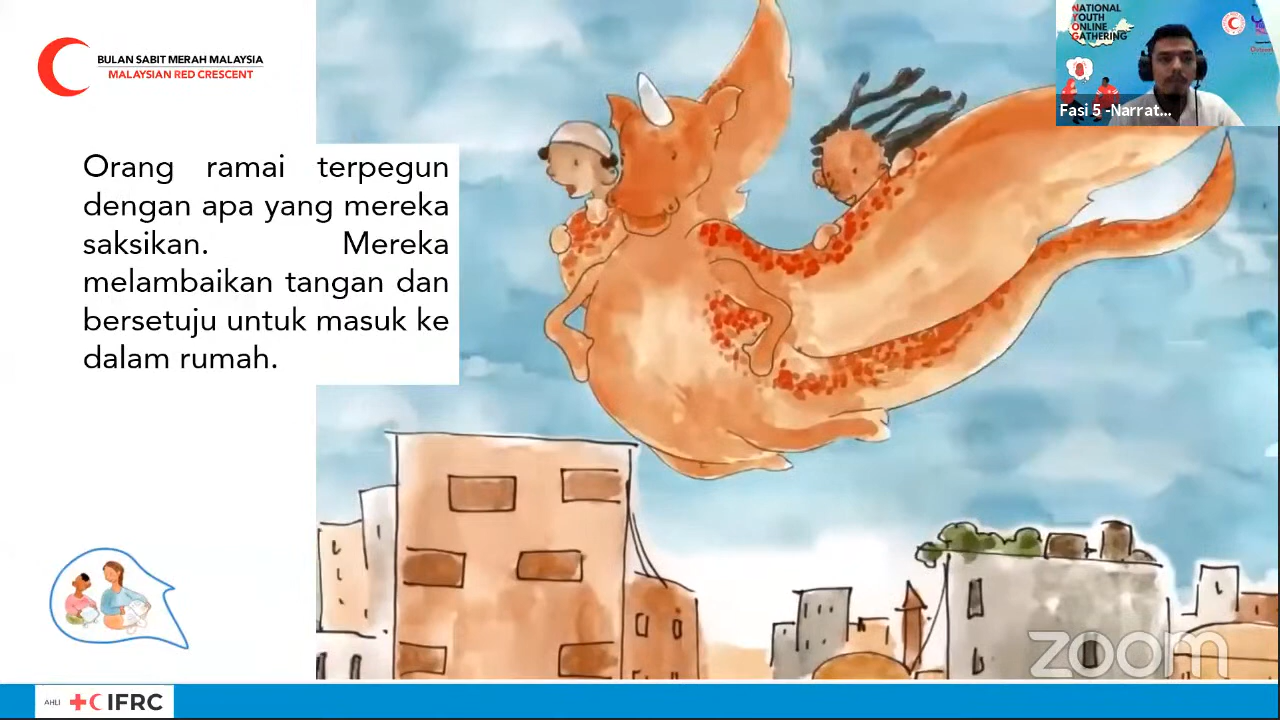 BULAN SABIT MERAH MALAYSIA
MALAYSIAN RED CRESCENT
Orang ramai terpegun
dengan apa yang mereka
saksikan. Mereka
melambaikan tangan dan
bersetuju untuk masuk ke
dalam rumah.
NATIONAL
YOUTH
ONLINE
GATHERING
Fasi 5 -Narrat...
zoom
AHLI
IFRC